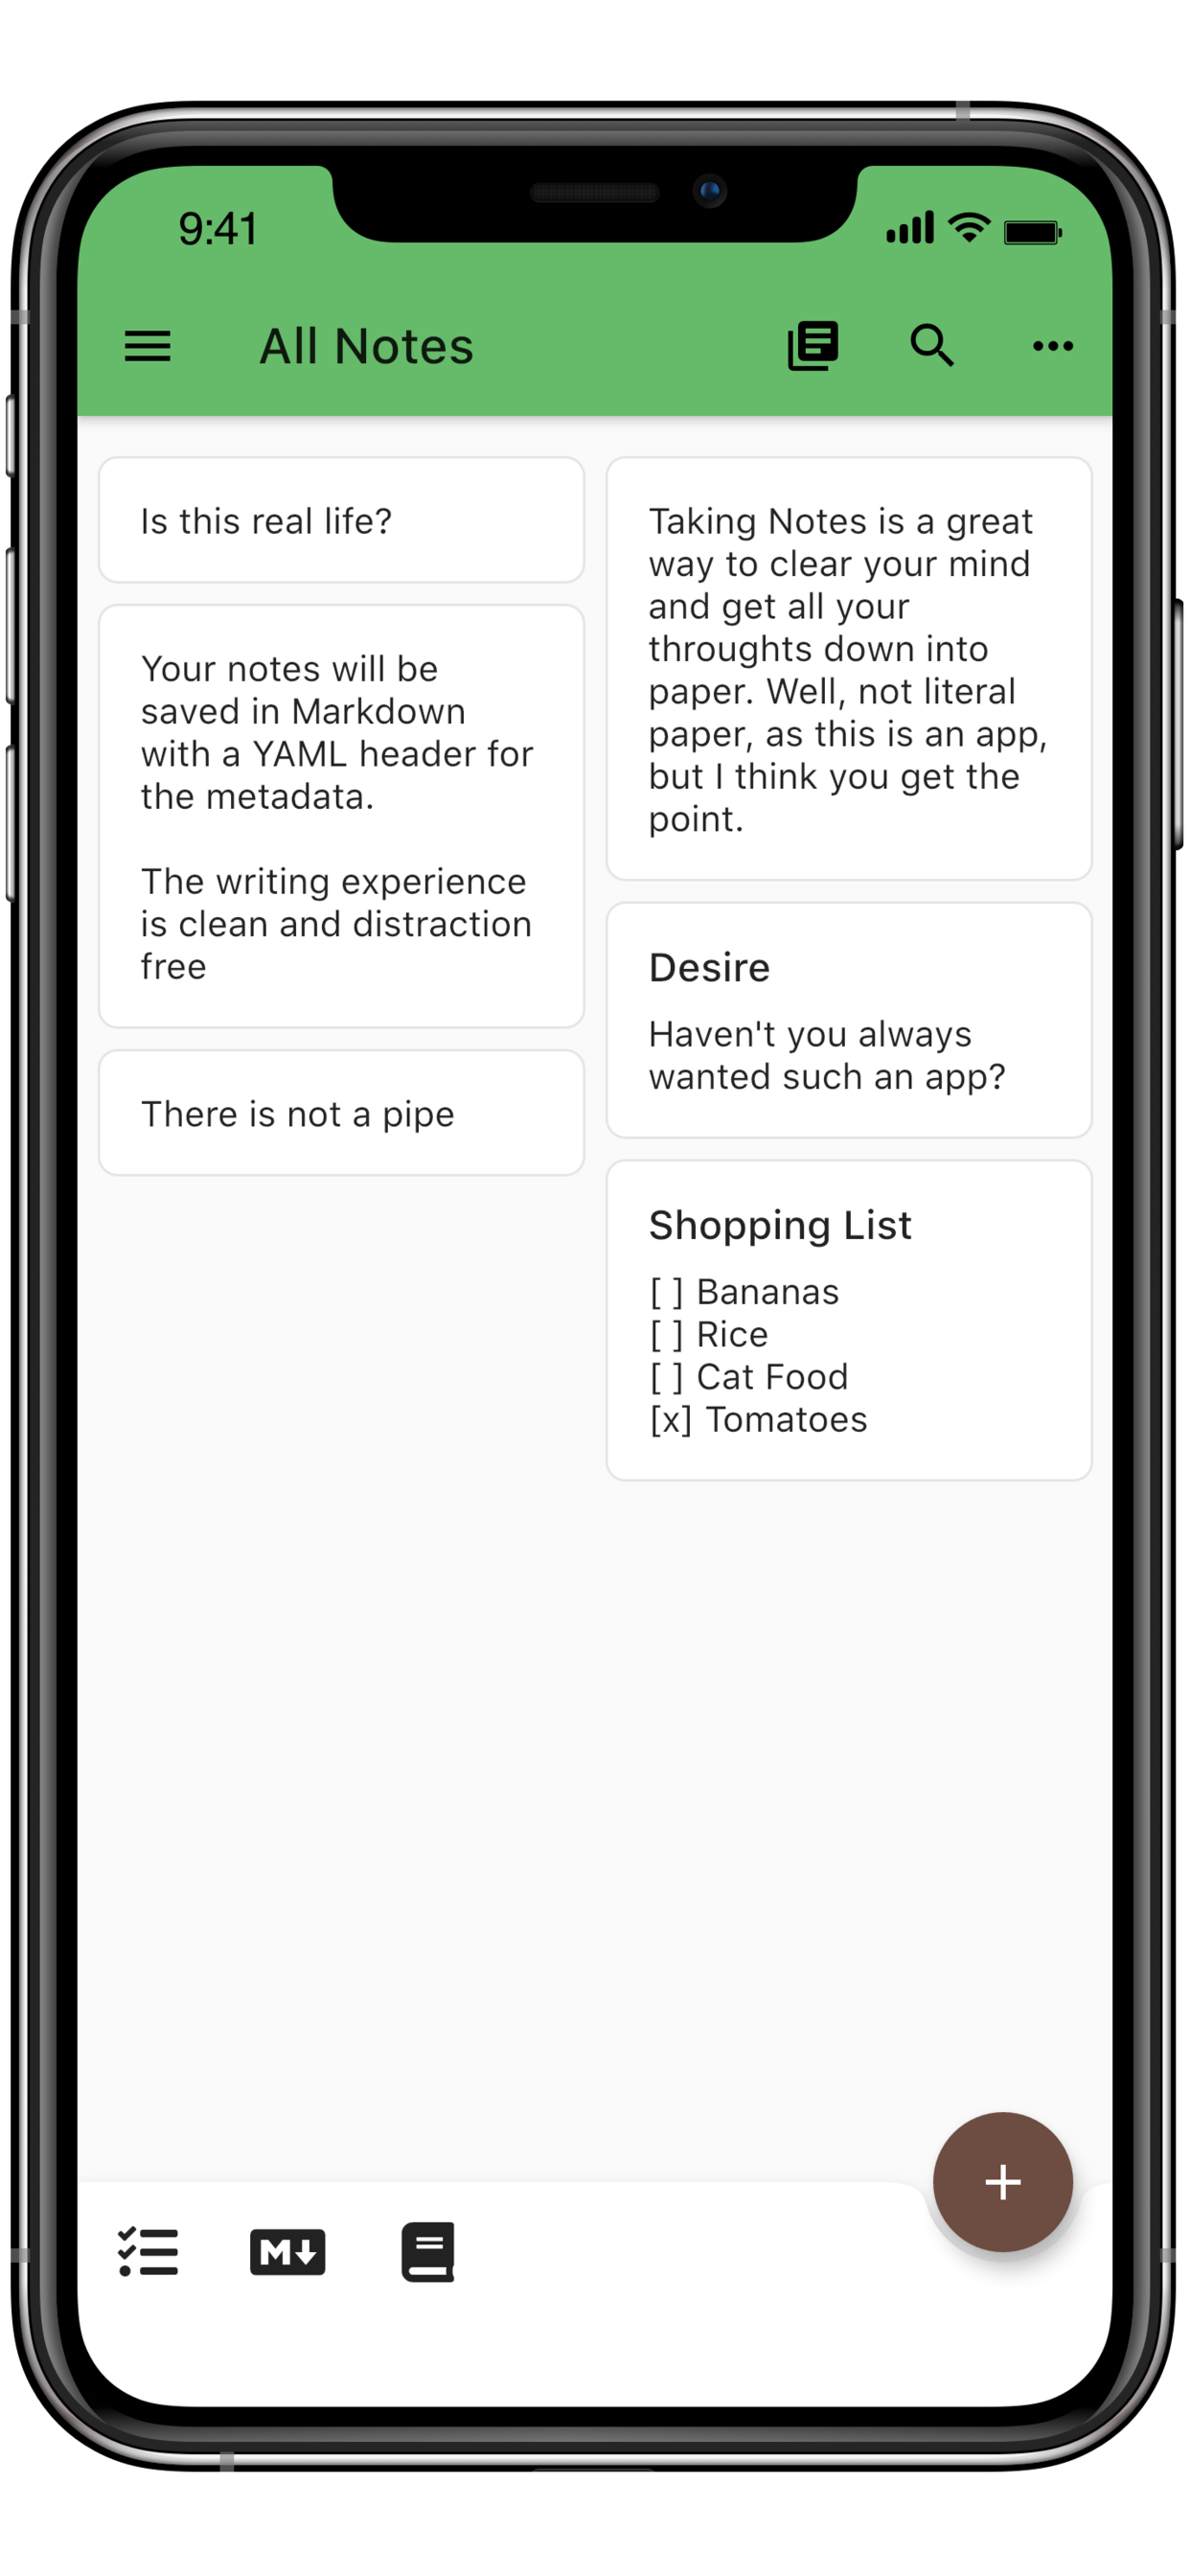 9:41
All Notes
Is this real life?
Your notes will be
saved in Markdown
with a YAML header for
the metadata.
The writing experience
is clean and distraction
free
There is not a pipe
Taking Notes is a great
way to clear your mind
and get all your
throughts down into
paper. Well, not literal
paper, as this is an app,
but I think you get the
point.
Desire
Haven't you always
wanted such an app?
Shopping List
[ ] Bananas
[ ] Rice
[ ] Cat Food
[x] Tomatoes
M